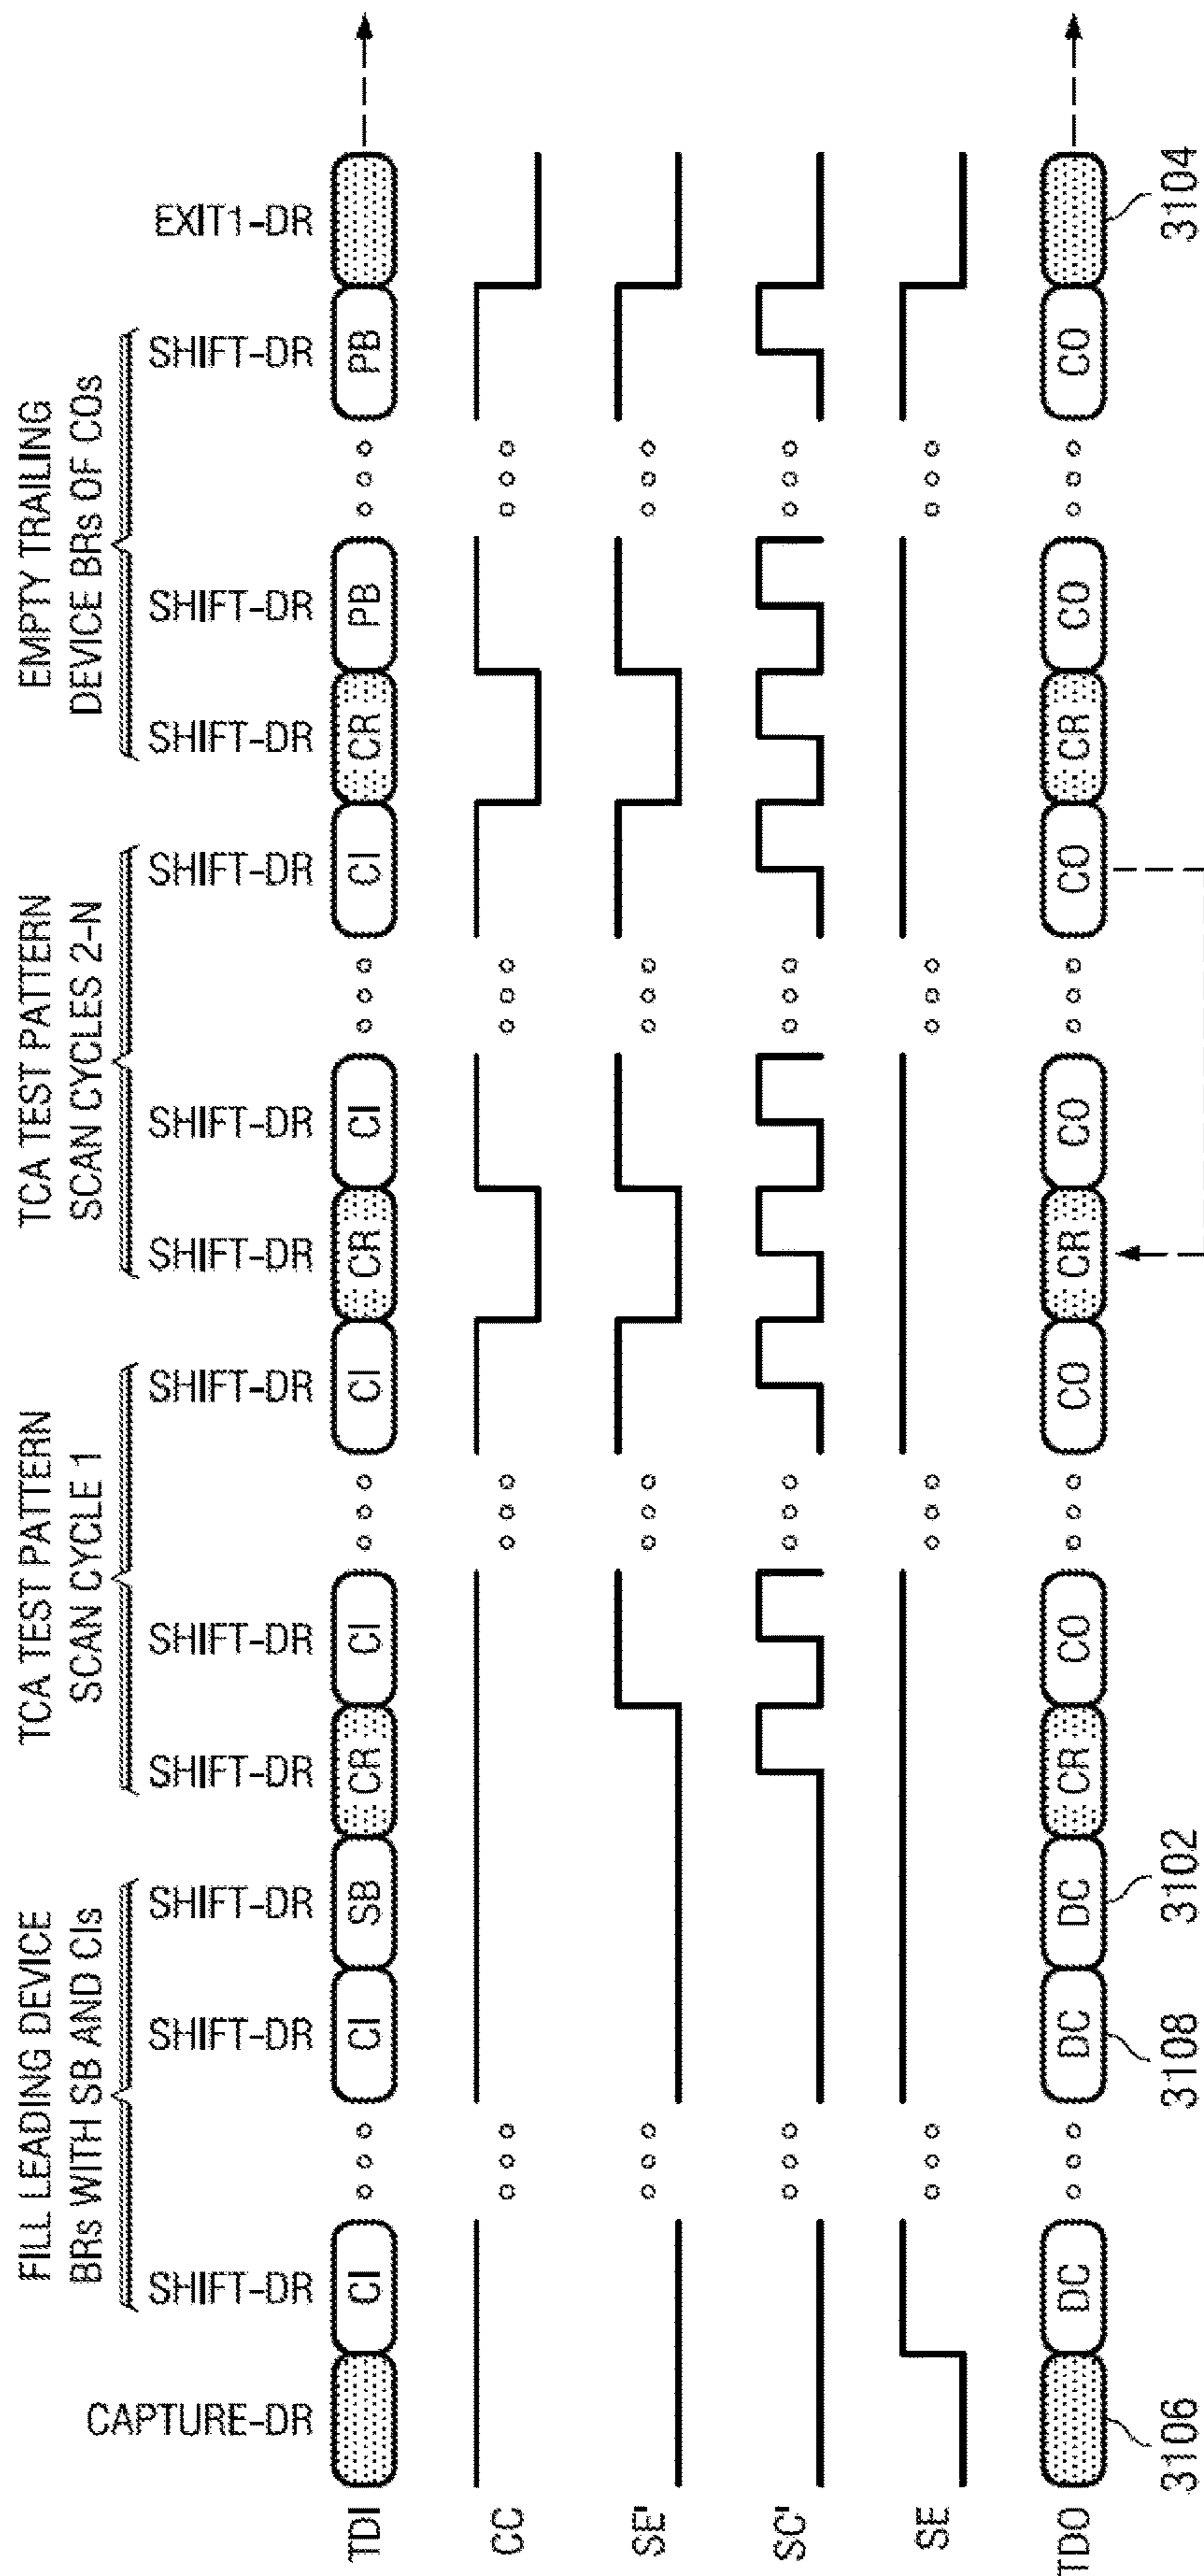 FILL LEADING DEVICE
BRs WITH SB AND CIs
TCA TEST PATTERN
SCAN CYCLE 1
TCA TEST PATTERN
SCAN CYCLES 2-N
EMPTY TRAILING
DEVICE BRs OF COs
CAPTURE-DR SHIFT-DR SHIFT-DR SHIFT-DR SHIFT-DR SHIFT-DR SHIFT-DR SHIFT-DR SHIFT-DR SHIFT-DR SHIFT-DR SHIFT-DR SHIFT-DR EXIT1-DR
TDI CI CI SB CR CI CI CR CI CI CR PB PB
CC
SE'
SC'
SE
TDO DC DC DC CR CO CO CR CO CO CR CO CO
3106 3108 3102 3104